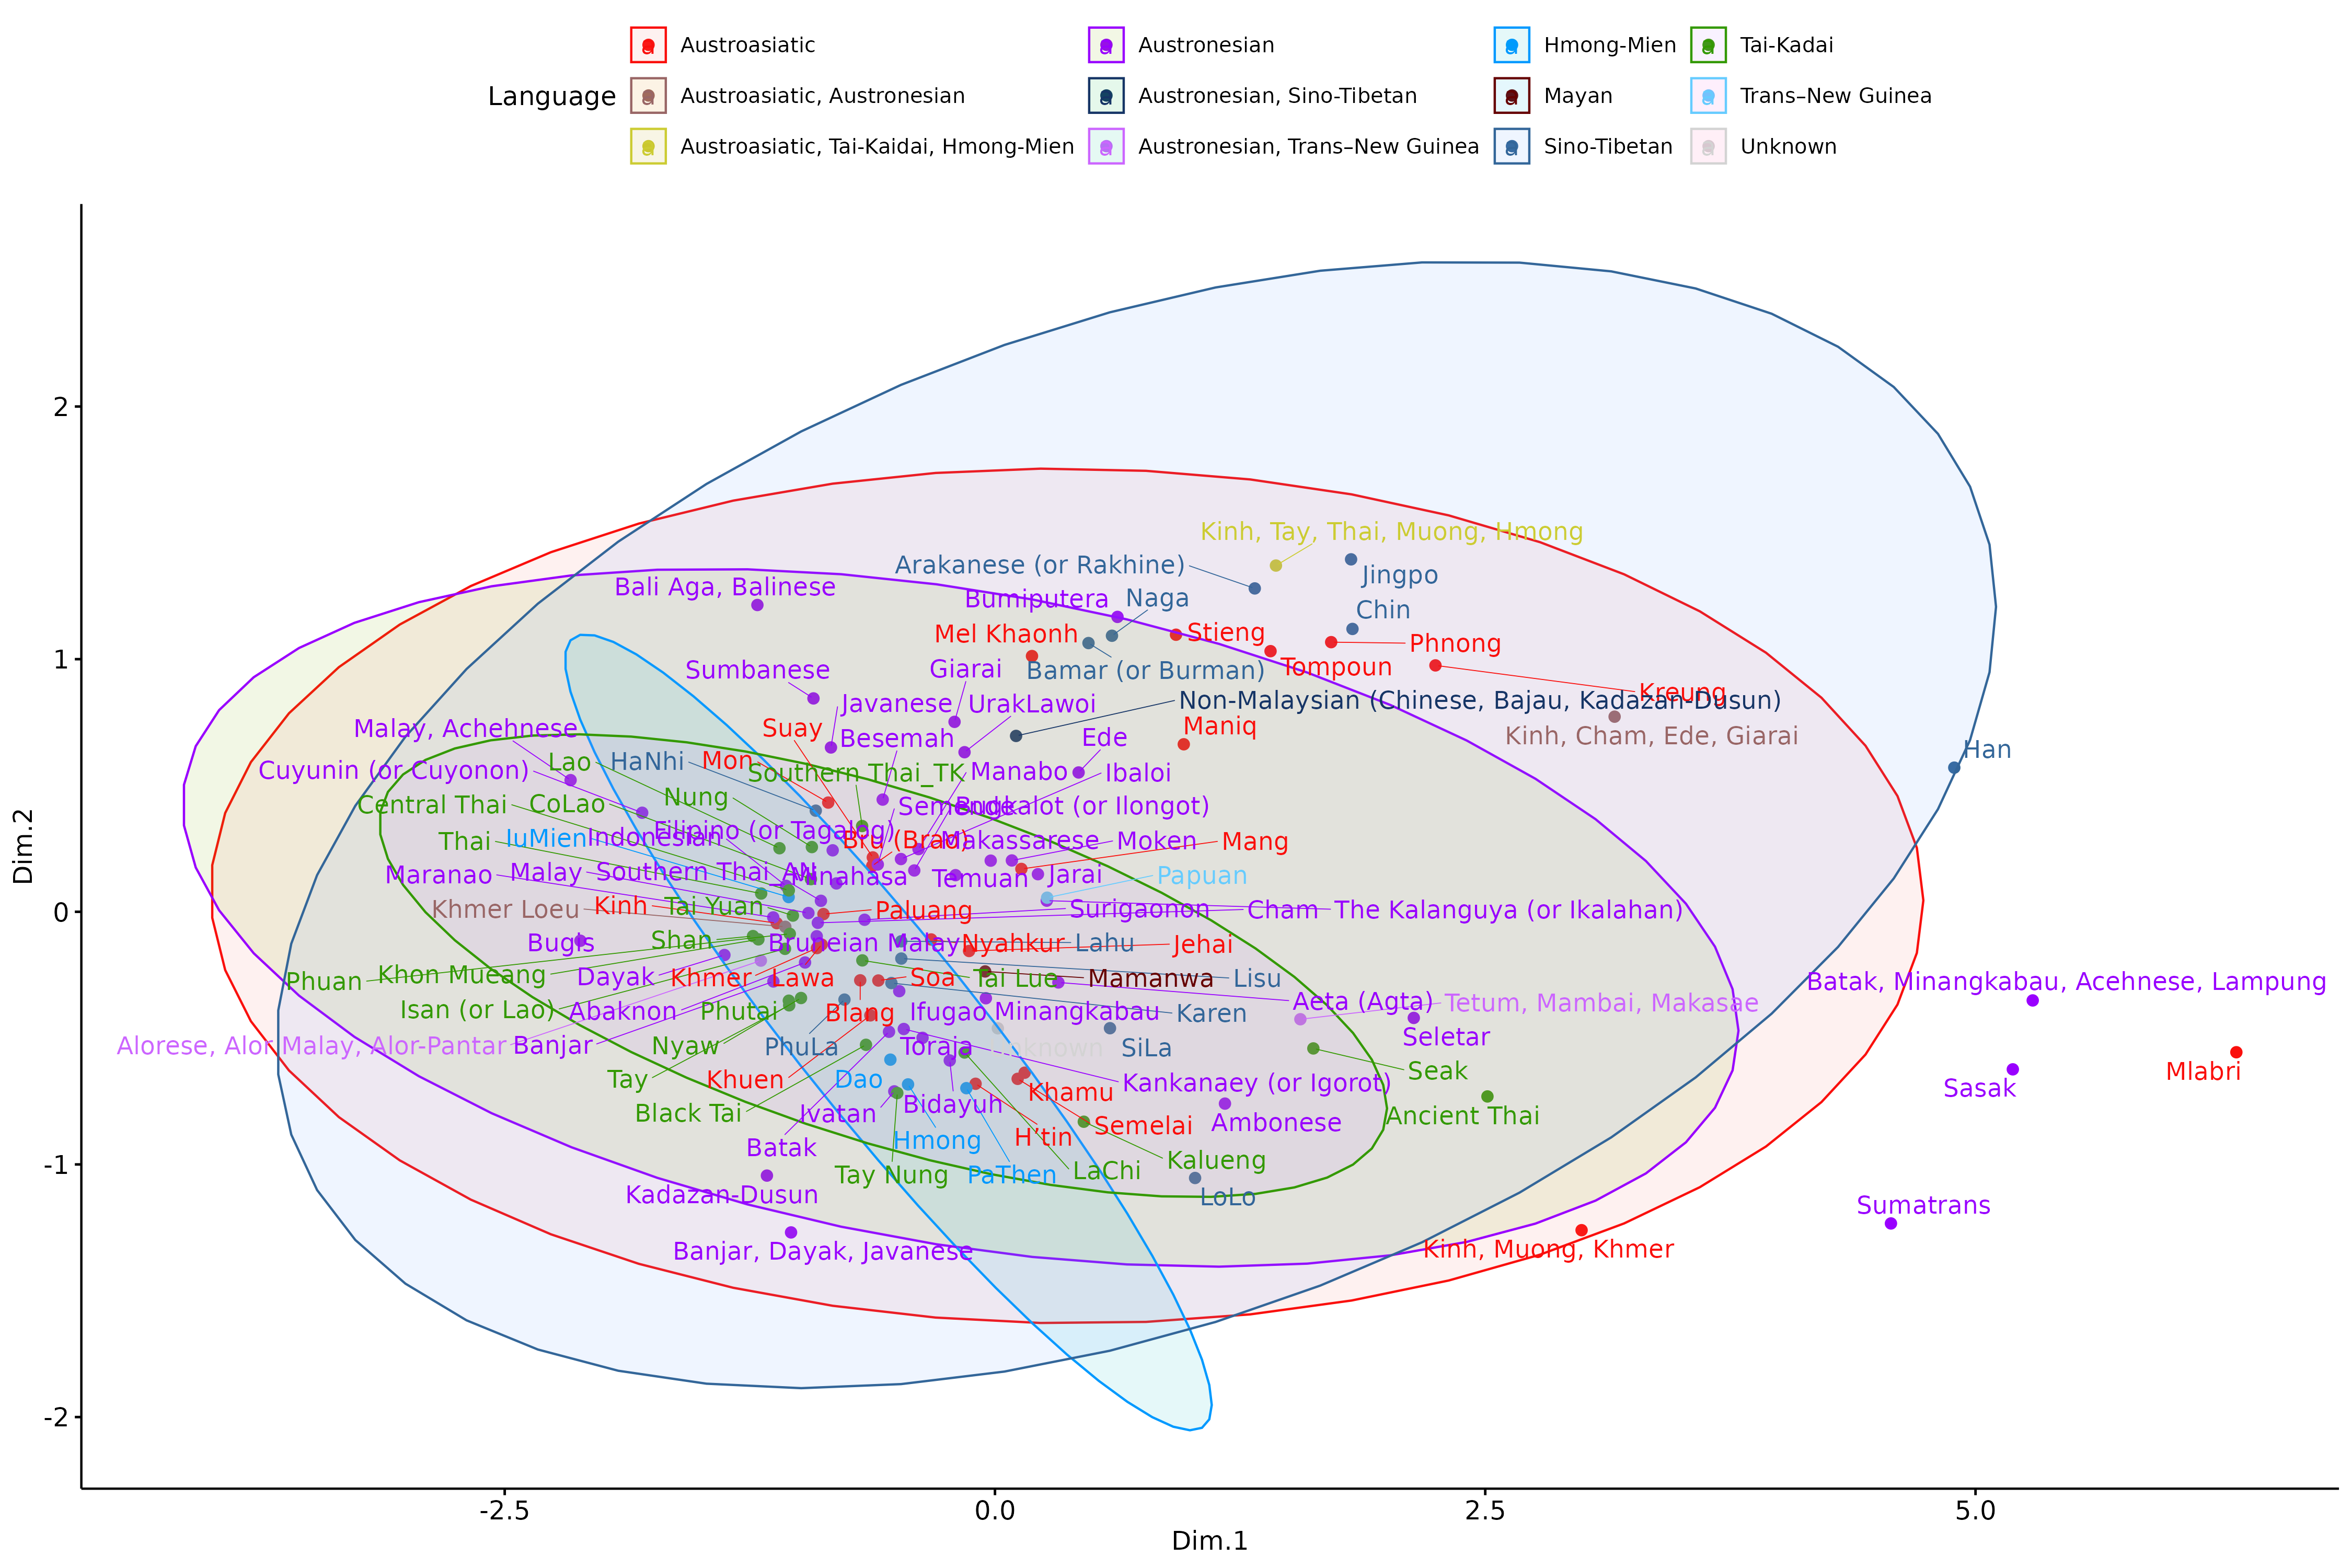 Austroasiatic
Austronesian
Hmong-Mien
Tai-Kadai
Language
Austroasiatic, Austronesian
Austronesian, Sino-Tibetan
Mayan
Trans–New Guinea
Austroasiatic, Tai-Kaidai, Hmong-Mien
Austronesian, Trans–New Guinea
Sino-Tibetan
Unknown
Dim.2
2
1
0
-1
-2
Kinh, Tay, Thai, Muong, Hmong
Arakanese (or Rakhine)
Jingpo
Bali Aga, Balinese
Bumiputera
Naga
Chin
Mel Khaonh
Stieng
Phnong
Sumbanese
Giarai
Bamar (or Burman)
Tompoun
Kreung
Javanese
UrakLawoi
Non-Malaysian (Chinese, Bajau, Kadazan-Dusun)
Malay, Achehnese
Suay
Besemah
Ede
Maniq
Kinh, Cham, Ede, Giarai
Han
Cuyunin (or Cuyonon)
Lao
HaNhi
Mon
Southern Thai_TK
Manabo
Ibaloi
Central Thai
CoLao
Nung
Semende
Bugkalot (or Ilongot)
Thai
IuMien
Indonesian
Filipino (or Tagalog)
Bru (Brao)
Makassarese
Moken
Mang
Maranao
Malay
Southern Thai_AN
Minahasa
Temuan
Jarai
Papuan
Khmer Loeu
Kinh
Tai Yuan
Paluang
Surigaonon
Cham
The Kalanguya (or Ikalahan)
Bugis
Shan
Bruneian Malay
Nyahkur
Lahu
Jehai
Phuan
Khon Mueang
Dayak
Khmer
Lawa
Soa
Tai Lue
Mamanwa
Lisu
Batak, Minangkabau, Acehnese, Lampung
Isan (or Lao)
Abaknon
Phutai
Blang
Ifugao
Minangkabau
Karen
Aeta (Agta)
Tetum, Mambai, Makasae
Alorese, Alor Malay, Alor-Pantar
Banjar
Nyaw
PhuLa
Toraja
Unknown
SiLa
Seletar
Tay
Khuen
Dao
Khamu
Kankanaey (or Igorot)
Seak
Sasak
Mlabri
Black Tai
Ivatan
Bidayuh
Semelai
Ambonese
Ancient Thai
Batak
Hmong
H'tin
Kalueng
Kadazan-Dusun
Tay Nung
PaThen
LaChi
LoLo
Sumatrans
Banjar, Dayak, Javanese
Kinh, Muong, Khmer
-2.5
0.0
2.5
5.0
Dim.1